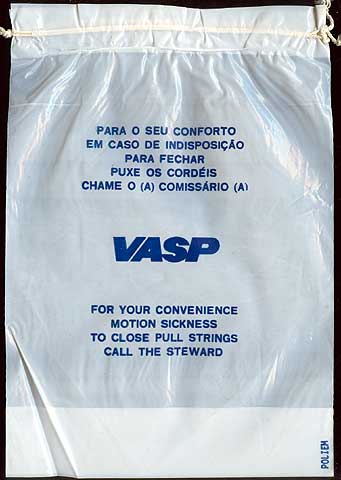 PARA O SEU CONFORTO
EM CASO DE INDISPOSIÇÃO
PARA FECHAR
PUXE OS CORDÉIS
CHAME O (A) COMISSÁRIO (A)
VASP
FOR YOUR CONVENIENCE
MOTION SICKNESS
TO CLOSE PULL STRINGS
CALL THE STEWARD
POLIEM